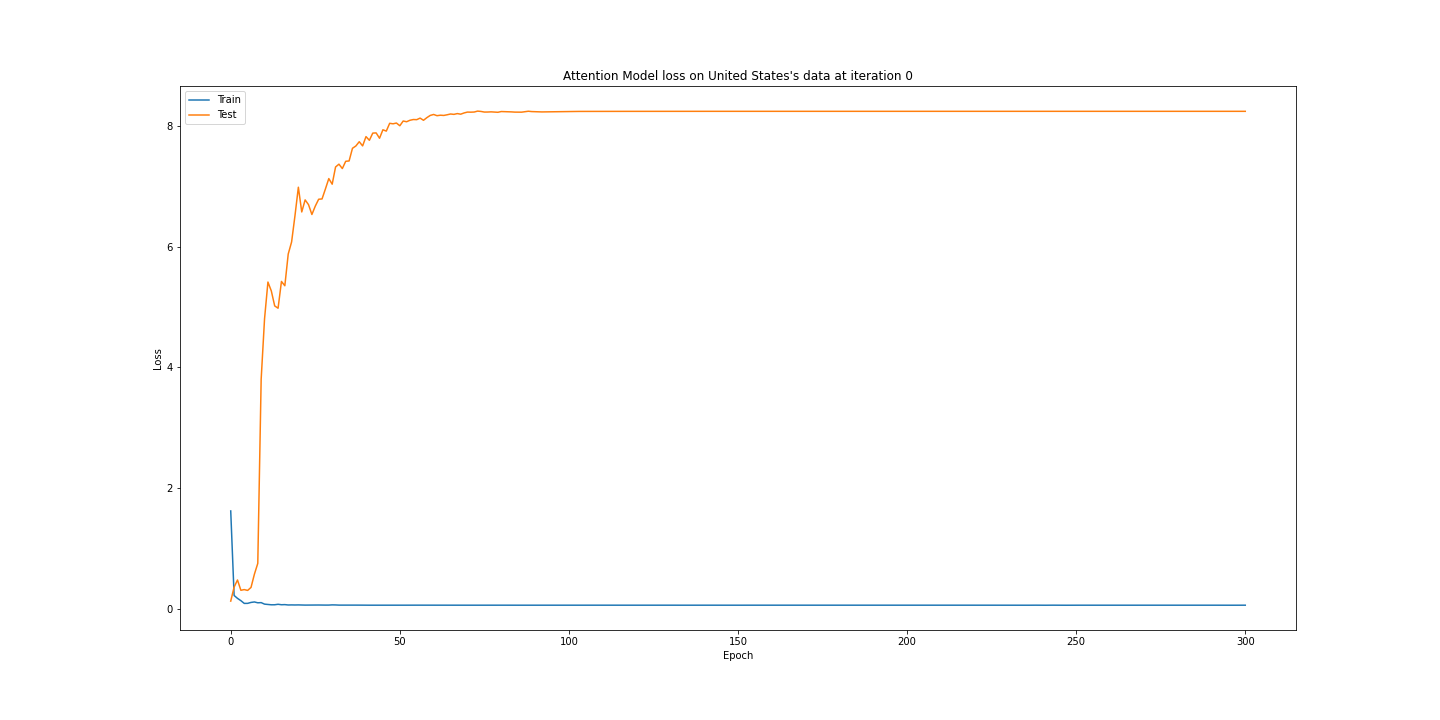 Attention Model loss on United States's data at iteration 0
Train
Test
8
6
4
2
0
Loss
0 50 100 150 200 250 300
Epoch